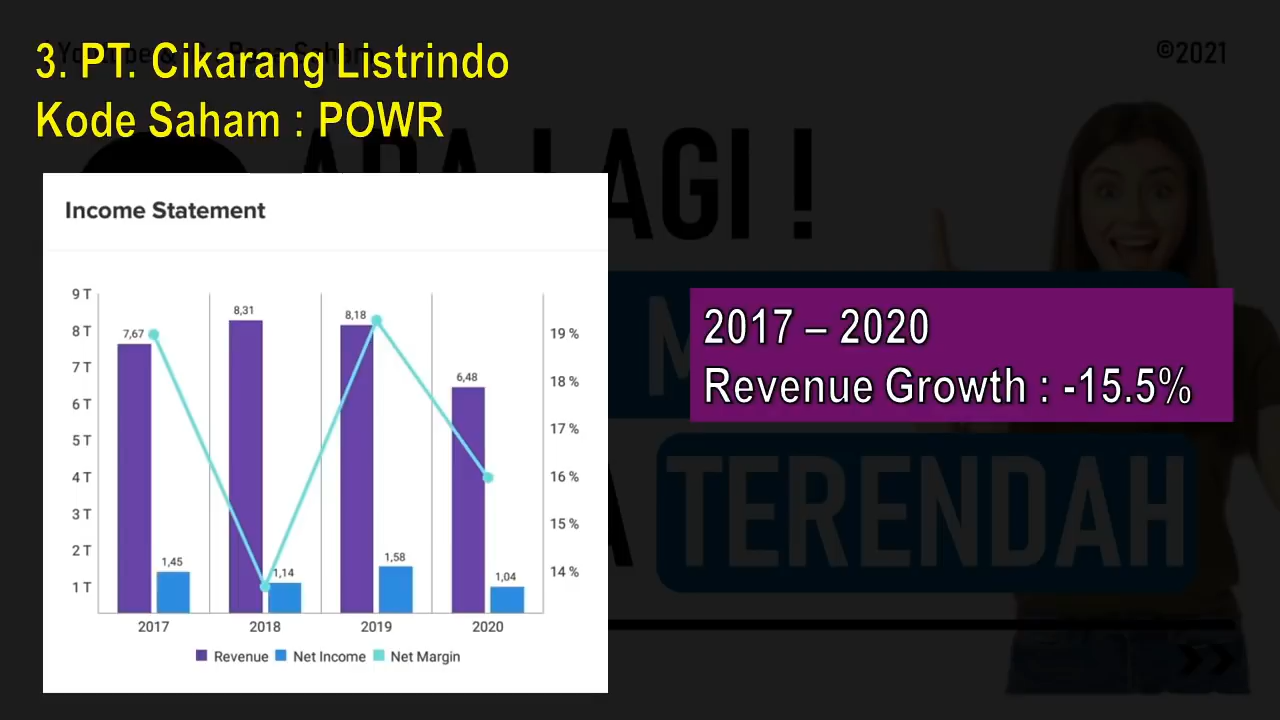 3. PT. Cikarang Listrindo
Kode Saham : POWR
©2021
LAGI !
TERENDAH
Income Statement
9 T
8 T
7 T
6 T
5 T
4 T
3 T
2 T
1 T
19 %
18 %
17 %
16 %
15 %
14 %
7,67
8,31
8,18
6,48
1,45
1,14
1,58
1,04
2017
2018
2019
2020
Revenue
Net Income
Net Margin
2017 – 2020
Revenue Growth : -15.5%